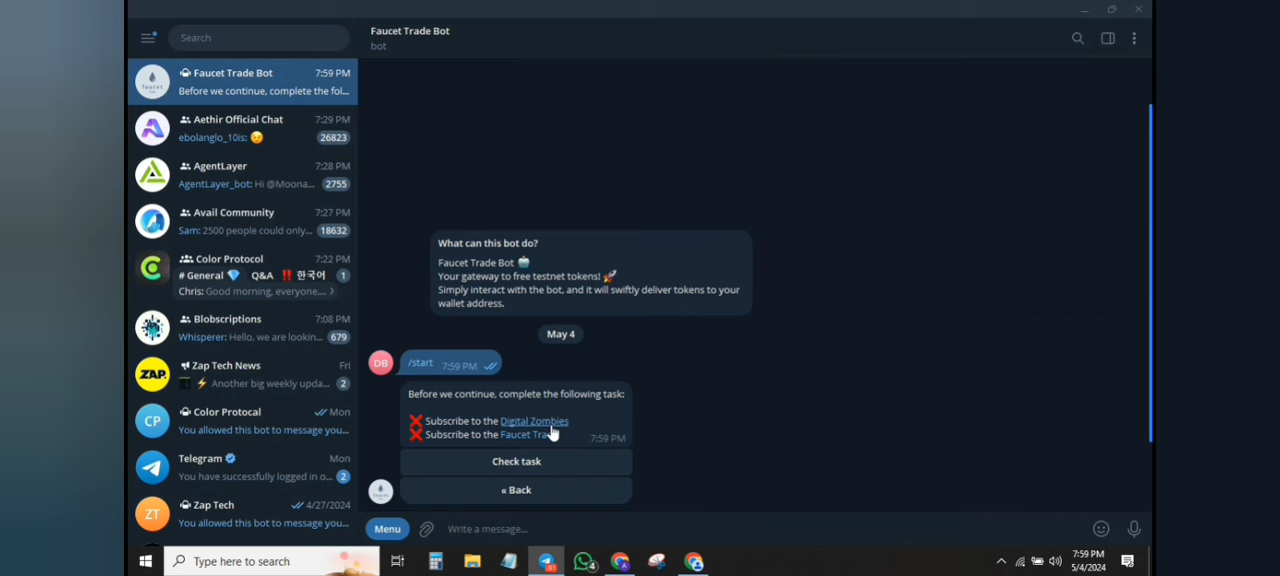 Search
Faucet Trade Bot
7:59 PM
Before we continue, complete the fol...
Aethir Official Chat
7:29 PM
ebolanglo_10is:
26823
AgentLayer
7:28 PM
AgentLayer_bot: Hi @Moona...
2755
Avail Community
7:27 PM
Sam: 2500 people could only...
18632
Color Protocol
7:22 PM
# General 💎 Q&A ‼️ 한국어
1
Chris: Good morning, everyone....
Blobscriptions
7:08 PM
Whisperer: Hello, we are lookin...
679
ZAP.
Zap Tech News
Fri
⚡ Another big weekly upda...
2
CP
Color Protocal
Mon
You allowed this bot to message you...
Telegram
Mon
You have successfully logged in o...
2
ZT
Zap Tech
4/27/2024
You allowed this bot to message you...
Faucet Trade Bot
bot
What can this bot do?
Faucet Trade Bot 🤖
Your gateway to free testnet tokens! 🚀
Simply interact with the bot, and it will swiftly deliver tokens to your
wallet address.
May 4
DB
/start
7:59 PM
Before we continue, complete the following task:
❌ Subscribe to the Digital Zombies
❌ Subscribe to the Faucet
7:59 PM
Check task
« Back
faucet
Menu
Write a message...
Type here to search
7:59 PM
5/4/2024